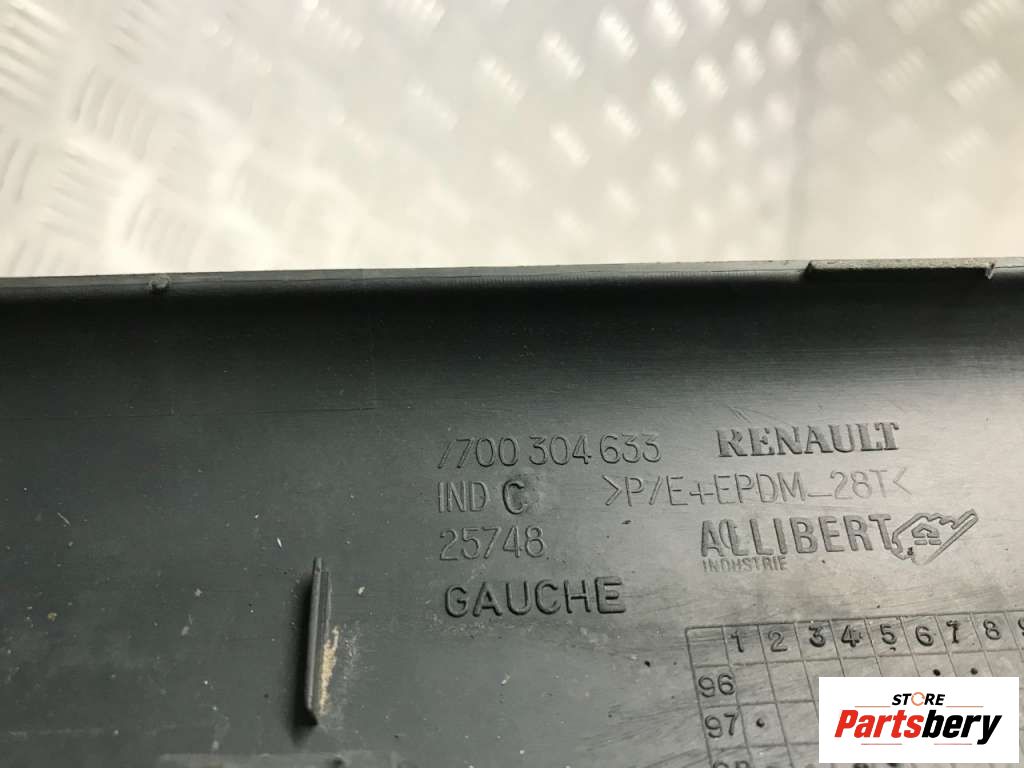 7700 304 633 RENAULT
IND C >P/E+EPDM-28T<
25748 ALLIBERT
INDUSTRIE
GAUCHE
1 2 3 4 5 6 7 8
96
97
STORE
Partsbery